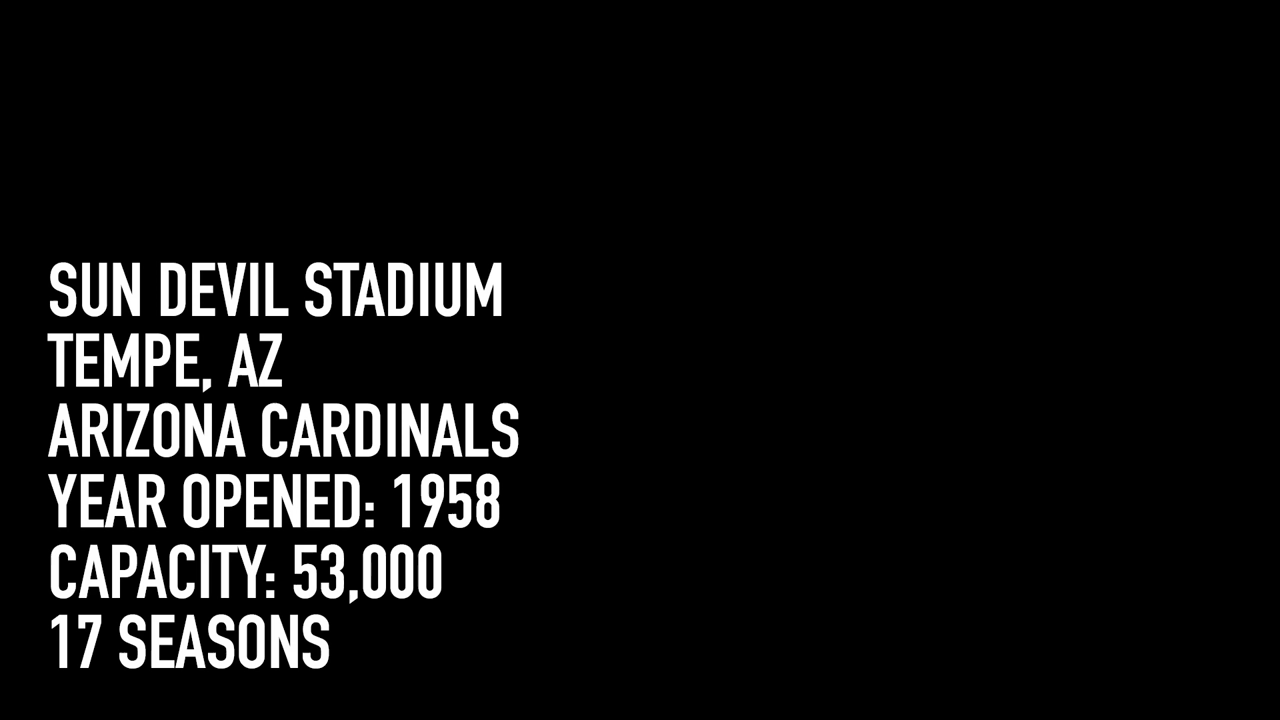 SUN DEVIL STADIUM
TEMPE, AZ
ARIZONA CARDINALS
YEAR OPENED: 1958
CAPACITY: 53,000
17 SEASONS